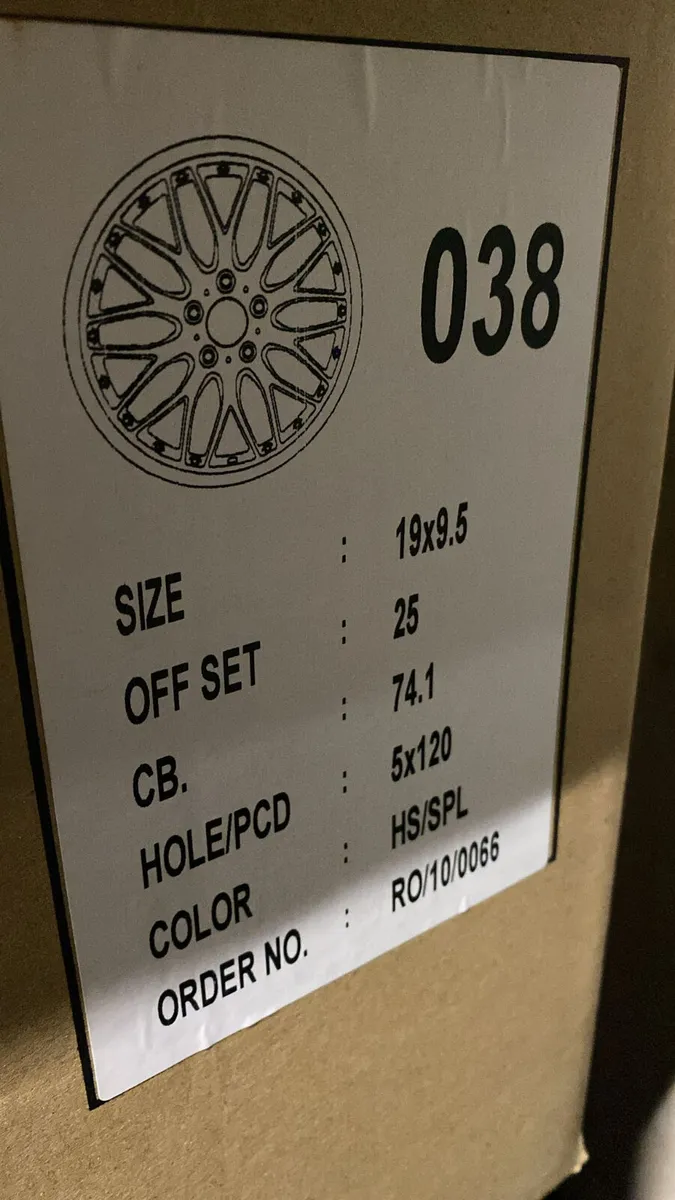 038
SIZE : 19x9.5
OFF SET : 25
CB. : 74.1
HOLE/PCD : 5x120
COLOR : HS/SPL
ORDER NO. : RO/10/0066